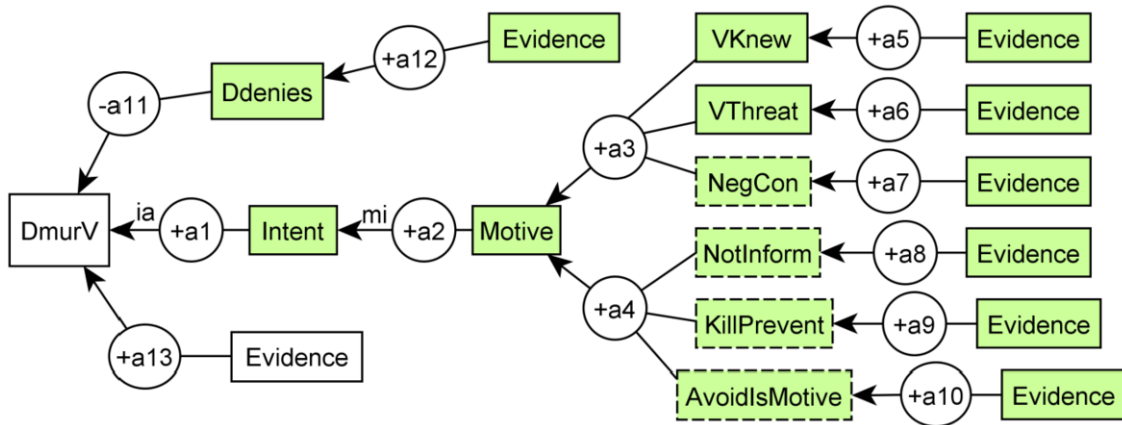 Evidence
+a12
Ddenies
-a11
DmurV
ia
+a1
Intent
mi
+a2
Motive
+a13
Evidence
+a3
VKnew
+a5
Evidence
VThreat
+a6
Evidence
NegCon
+a7
Evidence
+a4
NotInform
+a8
Evidence
KillPrevent
+a9
Evidence
AvoidIsMotive
+a10
Evidence